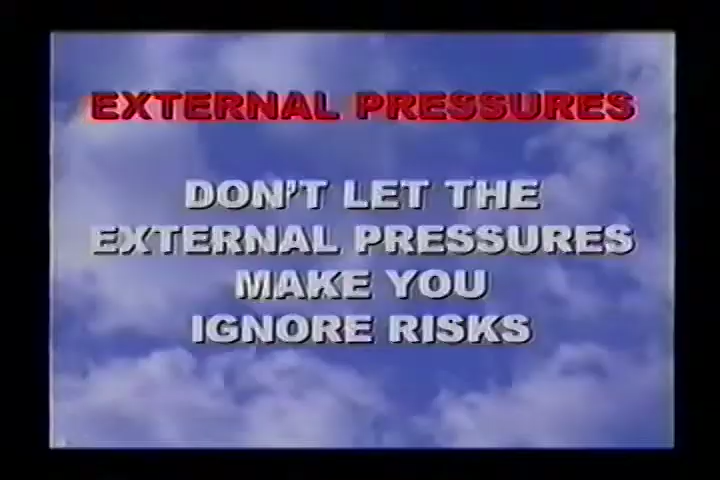 EXTERNAL PRESSURES
DON'T LET THE
EXTERNAL PRESSURES
MAKE YOU
IGNORE RISKS